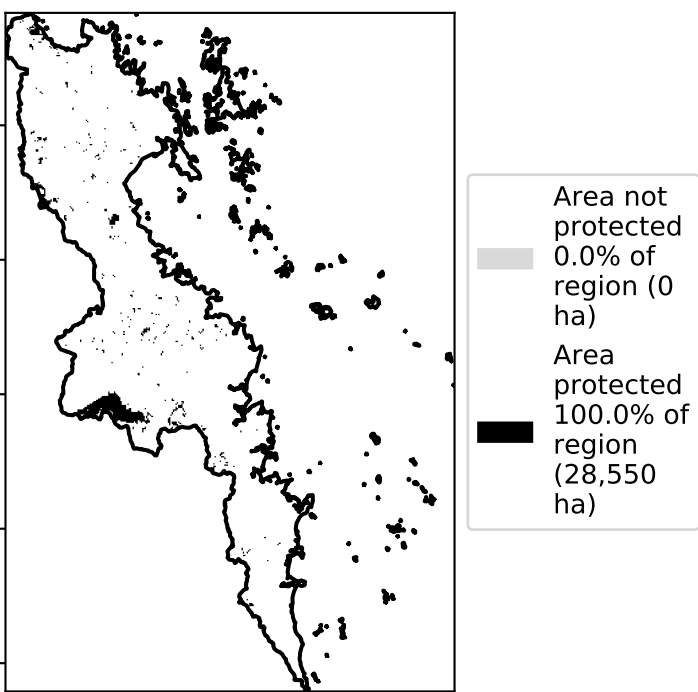 Area not
protected
0.0% of
region (0
ha)
Area
protected
100.0% of
region
(28,550
ha)